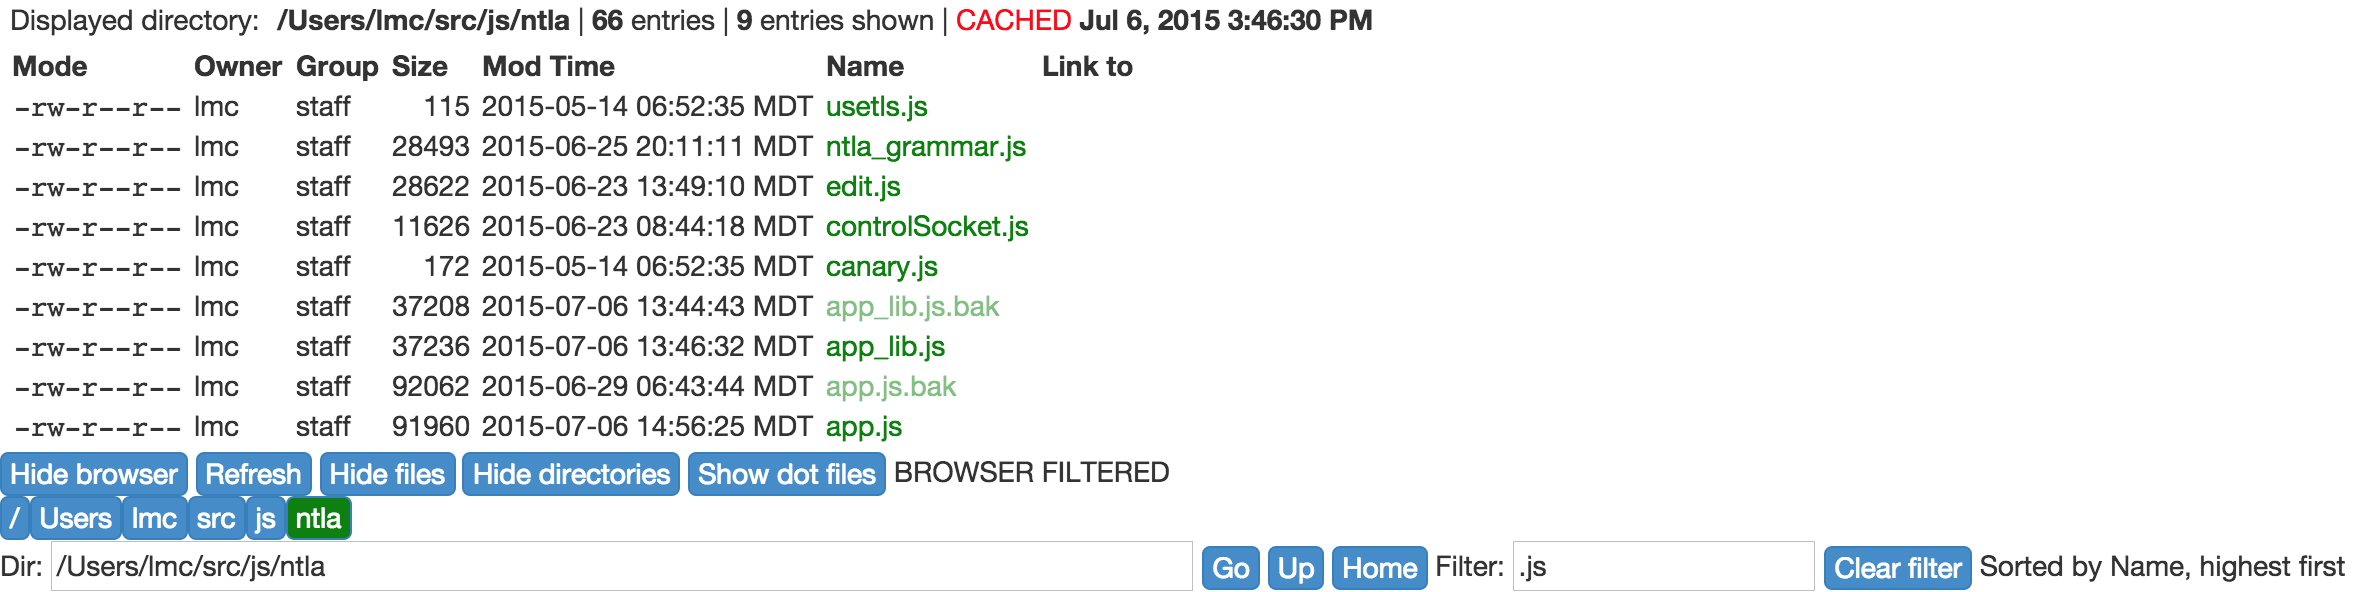 Displayed directory: /Users/lmc/src/js/ntla | 66 entries | 9 entries shown | CACHED Jul 6, 2015 3:46:30 PM
Mode Owner Group Size Mod Time Name Link to
-rw-r--r-- lmc staff 115 2015-05-14 06:52:35 MDT usetls.js
-rw-r--r-- lmc staff 28493 2015-06-25 20:11:11 MDT ntla_grammar.js
-rw-r--r-- lmc staff 28622 2015-06-23 13:49:10 MDT edit.js
-rw-r--r-- lmc staff 11626 2015-06-23 08:44:18 MDT controlSocket.js
-rw-r--r-- lmc staff 172 2015-05-14 06:52:35 MDT canary.js
-rw-r--r-- lmc staff 37208 2015-07-06 13:44:43 MDT app_lib.js.bak
-rw-r--r-- lmc staff 37236 2015-07-06 13:46:32 MDT app_lib.js
-rw-r--r-- lmc staff 92062 2015-06-29 06:43:44 MDT app.js.bak
-rw-r--r-- lmc staff 91960 2015-07-06 14:56:25 MDT app.js
Hide browser Refresh Hide files Hide directories Show dot files BROWSER FILTERED
/ Users lmc src js ntla
Dir: /Users/lmc/src/js/ntla Go Up Home Filter: .js Clear filter Sorted by Name, highest first